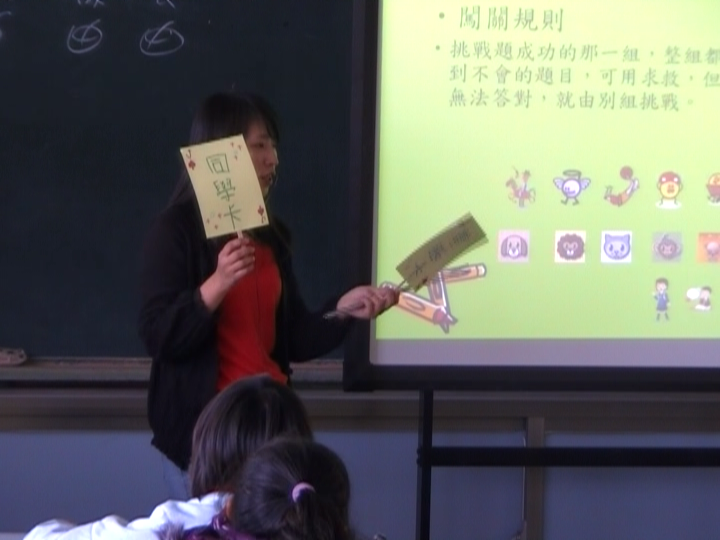 • 闖關規則
• 挑戰題成功的那一組，整組都
到不會的題目，可用求救，但
無法答對，就由別組挑戰。
同
學
卡